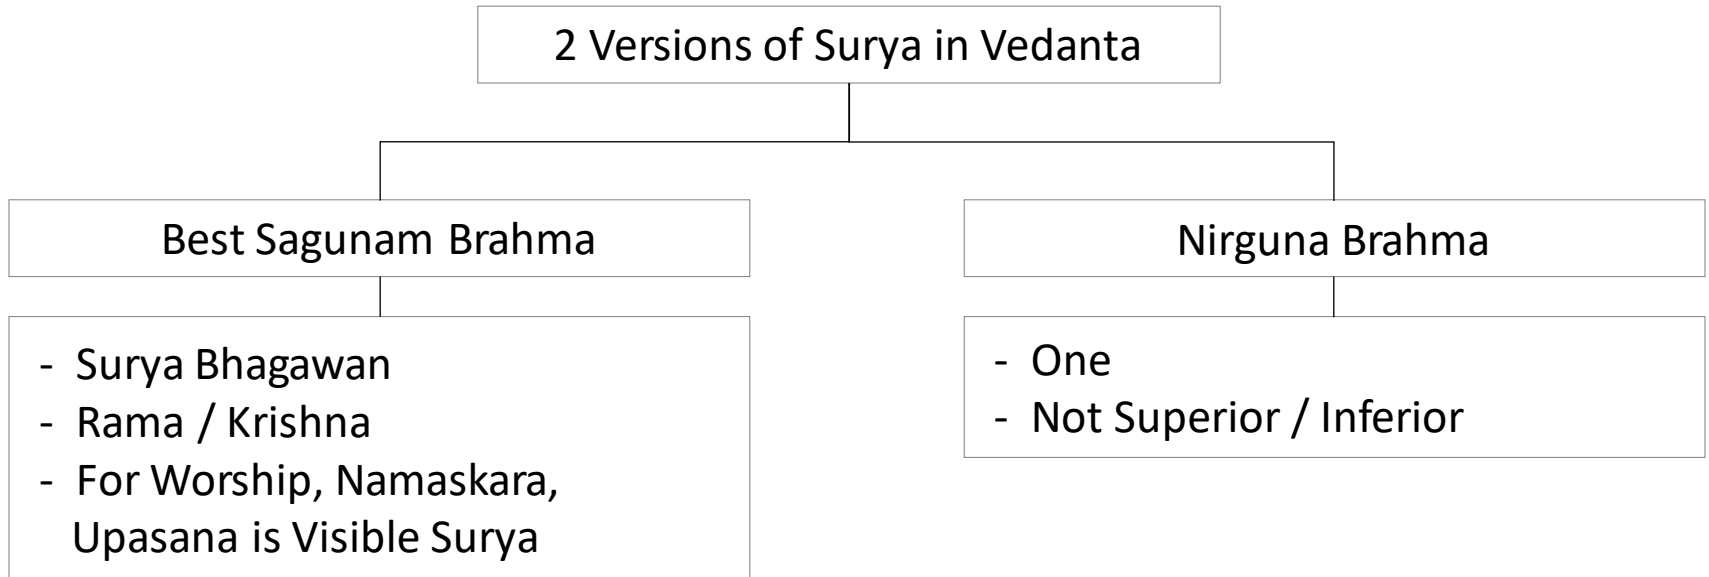 2 Versions of Surya in Vedanta
Best Sagunam Brahma
- Surya Bhagawan
- Rama / Krishna
- For Worship, Namaskara,
Upasana is Visible Surya
Nirguna Brahma
- One
- Not Superior / Inferior